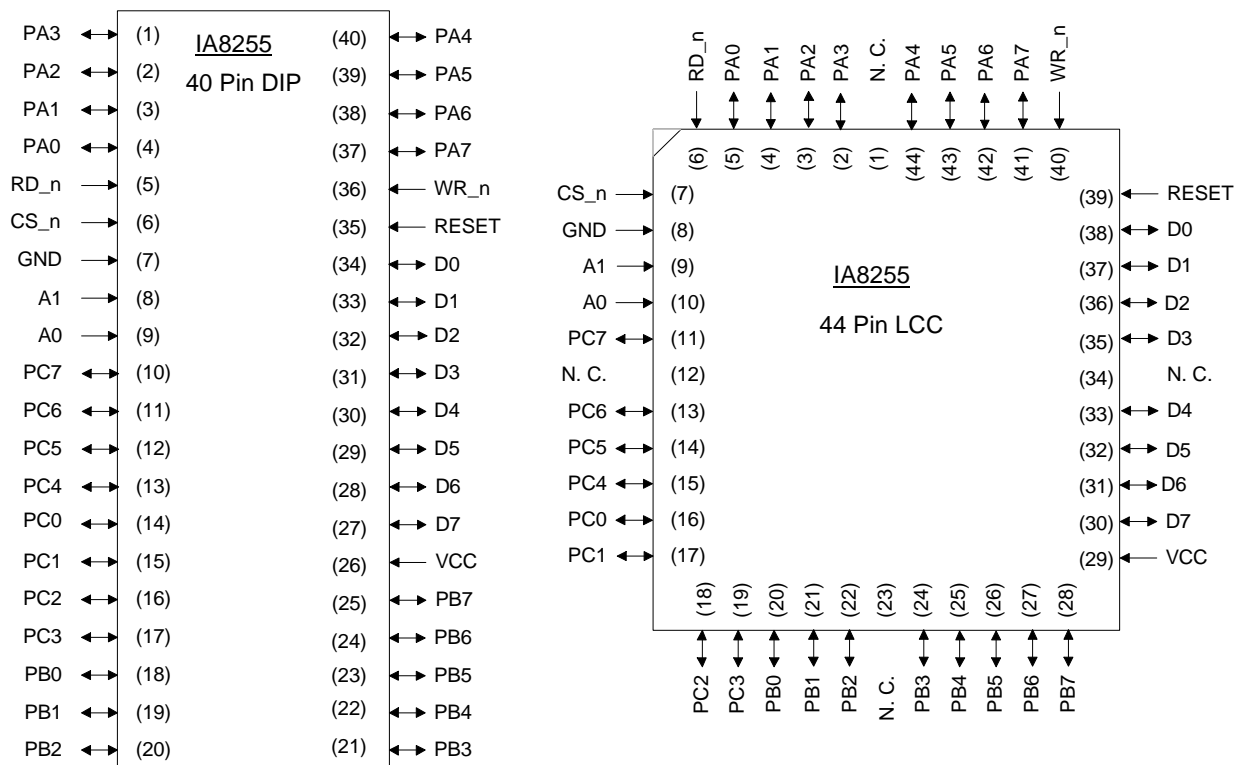 IA8255
40 Pin DIP
PA3 (1) (40) PA4
PA2 (2) (39) PA5
PA1 (3) (38) PA6
PA0 (4) (37) PA7
RD_n (5) (36) WR_n
CS_n (6) (35) RESET
GND (7) (34) D0
A1 (8) (33) D1
A0 (9) (32) D2
PC7 (10) (31) D3
PC6 (11) (30) D4
PC5 (12) (29) D5
PC4 (13) (28) D6
PC0 (14) (27) D7
PC1 (15) (26) VCC
PC2 (16) (25) PB7
PC3 (17) (24) PB6
PB0 (18) (23) PB5
PB1 (19) (22) PB4
PB2 (20) (21) PB3
RD_n PA0 PA1 PA2 PA3 N. C. PA4 PA5 PA6 PA7 WR_n
(6) (5) (4) (3) (2) (1) (44) (43) (42) (41) (40)
CS_n (7) (39) RESET
GND (8) (38) D0
A1 (9) (37) D1
IA8255
A0 (10) (36) D2
44 Pin LCC
PC7 (11) (35) D3
N. C. (12) (34) N. C.
PC6 (13) (33) D4
PC5 (14) (32) D5
PC4 (15) (31) D6
PC0 (16) (30) D7
PC1 (17) (29) VCC
(18) (19) (20) (21) (22) (23) (24) (25) (26) (27) (28)
PC2 PC3 PB0 PB1 PB2 N. C. PB3 PB4 PB5 PB6 PB7